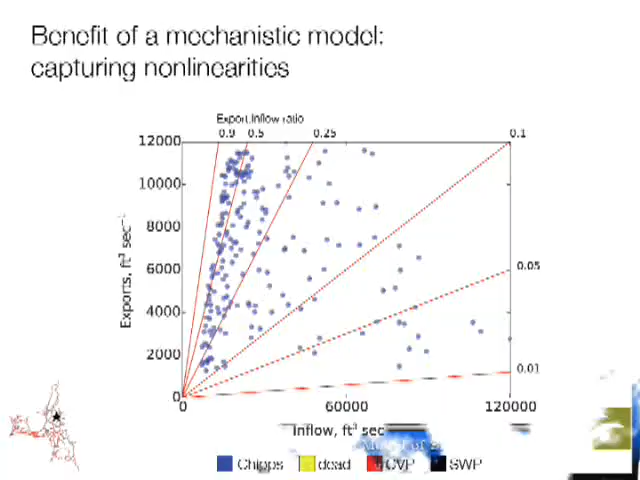 Benefit of a mechanistic model:
capturing nonlinearities
Export:Inflow ratio
0.9 0.5 0.25 0.1
12000
10000
8000
6000
4000
2000
0
Exports, ft³ sec⁻¹
0.05
0.01
0 60000 120000
Inflow, ft³ sec
Chipps dead CVP SWP